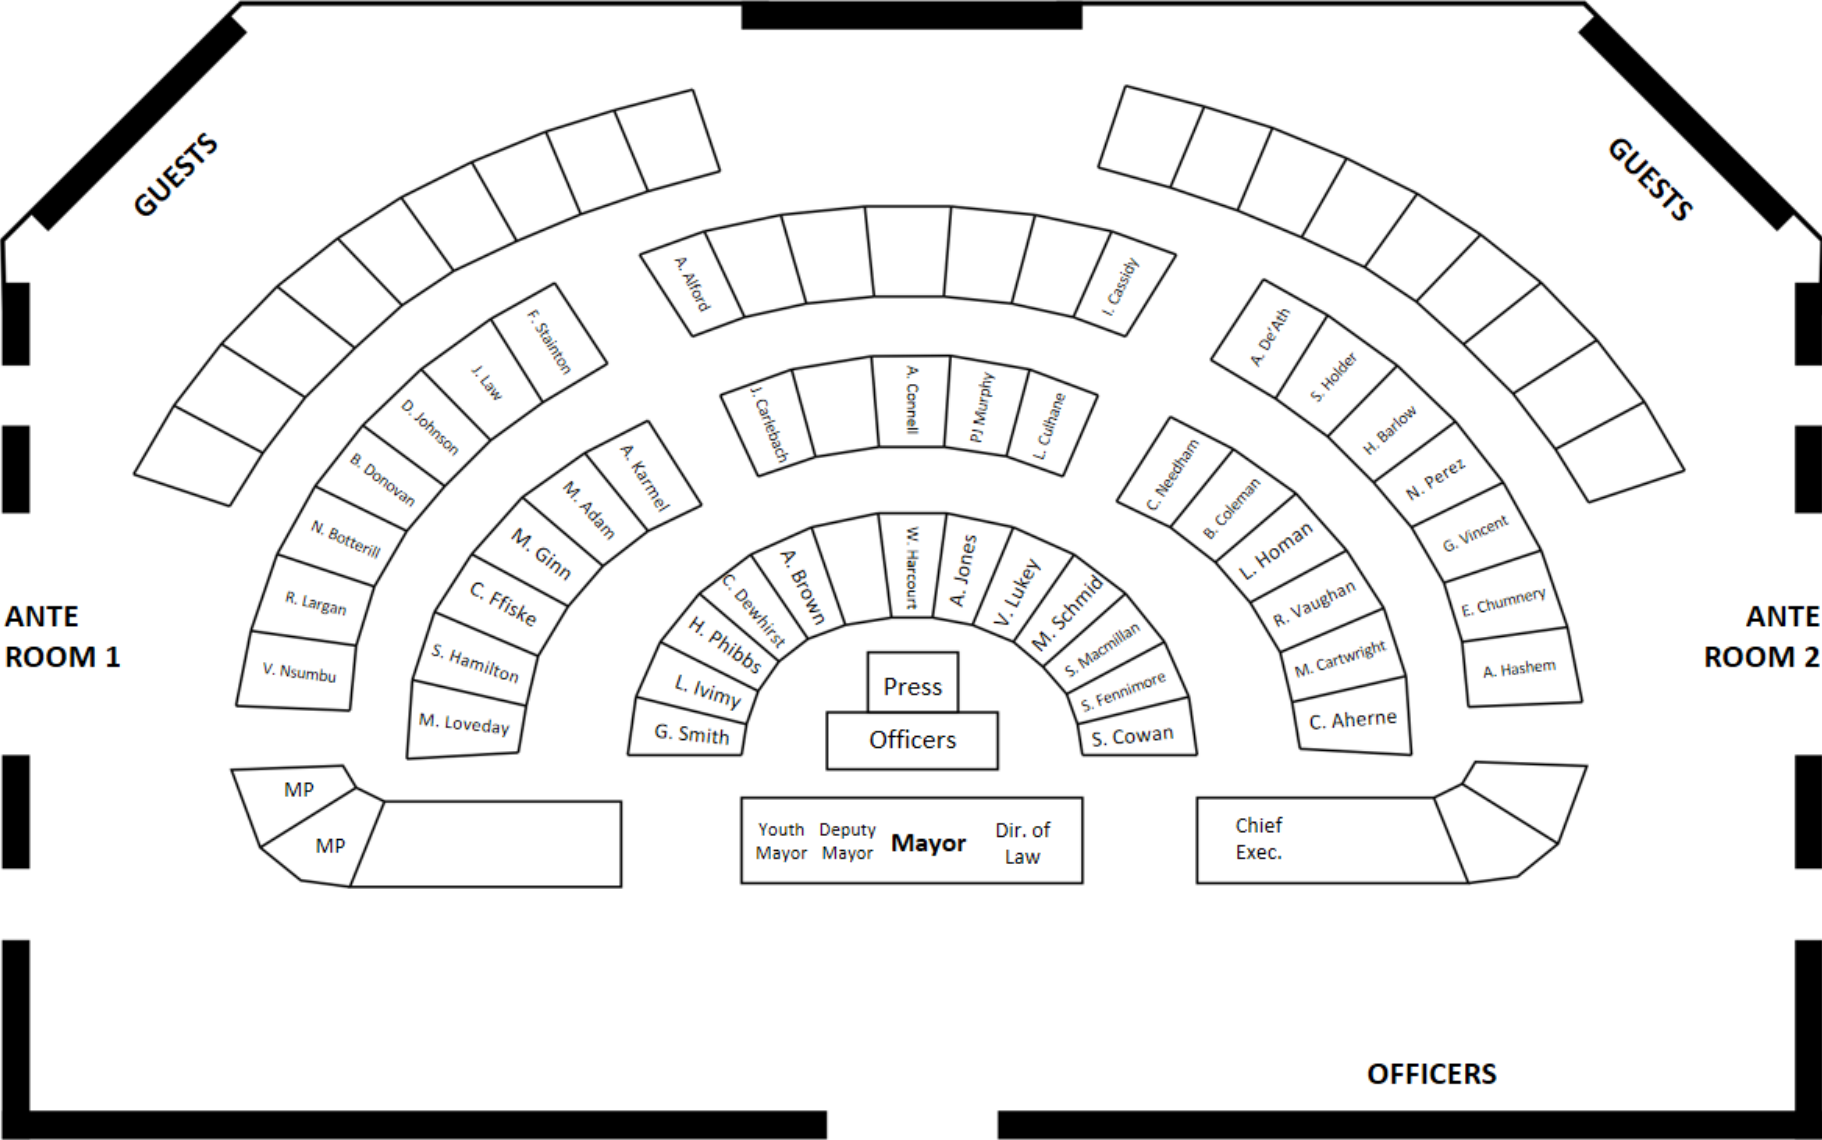 GUESTS
GUESTS
A. Alford
I. Cassidy
F. Stainton
J. Law
D. Johnson
B. Donovan
N. Botterill
R. Largan
V. Nsumbu
A. De'Ath
S. Holder
H. Barlow
N. Perez
G. Vincent
E. Chumnery
A. Hashem
J. Carlebach
A. Connell
PJ Murphy
L. Culhane
A. Karmel
M. Adam
M. Ginn
C. Ffiske
S. Hamilton
M. Loveday
C. Needham
B. Coleman
L. Homan
R. Vaughan
M. Cartwright
C. Aherne
G. Smith
L. Ivimy
H. Phibbs
C. Dewhirst
A. Brown
W. Harcourt
A. Jones
V. Lukey
M. Schmid
S. Macmillan
S. Fennimore
S. Cowan
ANTE
ROOM 1
ANTE
ROOM 2
Press
Officers
MP
MP
Youth
Mayor
Deputy
Mayor
Mayor
Dir. of
Law
Chief
Exec.
OFFICERS